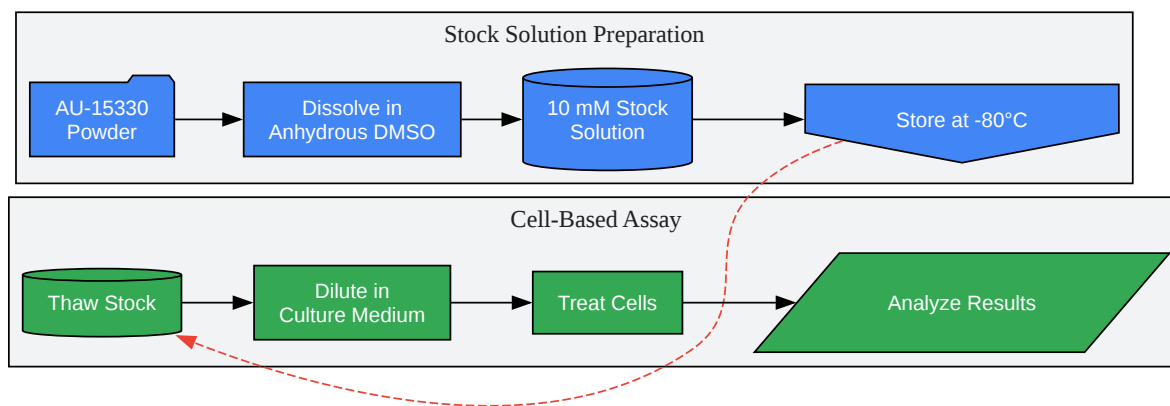 Stock Solution Preparation
AU-15330
Powder
Dissolve in
Anhydrous DMSO
10 mM Stock
Solution
Store at -80°C
Cell-Based Assay
Thaw Stock
Dilute in
Culture Medium
Treat Cells
Analyze Results